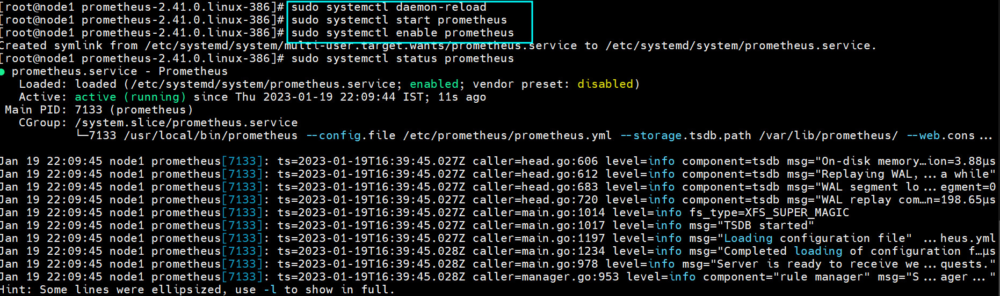 [root@node1 prometheus-2.41.0.linux-386]# sudo systemctl daemon-reload
[root@node1 prometheus-2.41.0.linux-386]# sudo systemctl start prometheus
[root@node1 prometheus-2.41.0.linux-386]# sudo systemctl enable prometheus
Created symlink from /etc/systemd/system/multi-user.target.wants/prometheus.service to /etc/systemd/system/prometheus.service.
[root@node1 prometheus-2.41.0.linux-386]# sudo systemctl status prometheus
● prometheus.service - Prometheus
Loaded: loaded (/etc/systemd/system/prometheus.service; enabled; vendor preset: disabled)
Active: active (running) since Thu 2023-01-19 22:09:44 IST; 11s ago
Main PID: 7133 (prometheus)
CGroup: /system.slice/prometheus.service
└─7133 /usr/local/bin/prometheus --config.file /etc/prometheus/prometheus.yml --storage.tsdb.path /var/lib/prometheus/ --web.cons...
Jan 19 22:09:45 node1 prometheus[7133]: ts=2023-01-19T16:39:45.027Z caller=head.go:606 level=info component=tsdb msg="On-disk memory…ion=3.88µs
Jan 19 22:09:45 node1 prometheus[7133]: ts=2023-01-19T16:39:45.027Z caller=head.go:612 level=info component=tsdb msg="Replaying WAL,...a while"
Jan 19 22:09:45 node1 prometheus[7133]: ts=2023-01-19T16:39:45.027Z caller=head.go:683 level=info component=tsdb msg="WAL segment lo...egment=0
Jan 19 22:09:45 node1 prometheus[7133]: ts=2023-01-19T16:39:45.027Z caller=head.go:720 level=info component=tsdb msg="WAL replay com…n=198.65µs
Jan 19 22:09:45 node1 prometheus[7133]: ts=2023-01-19T16:39:45.027Z caller=main.go:1014 level=info fs_type=XFS_SUPER_MAGIC
Jan 19 22:09:45 node1 prometheus[7133]: ts=2023-01-19T16:39:45.027Z caller=main.go:1017 level=info msg="TSDB started"
Jan 19 22:09:45 node1 prometheus[7133]: ts=2023-01-19T16:39:45.027Z caller=main.go:1197 level=info msg="Loading configuration file" ...heus.yml
Jan 19 22:09:45 node1 prometheus[7133]: ts=2023-01-19T16:39:45.028Z caller=main.go:1234 level=info msg="Completed loading of configuration f…µs
Jan 19 22:09:45 node1 prometheus[7133]: ts=2023-01-19T16:39:45.028Z caller=main.go:978 level=info msg="Server is ready to receive we...quests."
Jan 19 22:09:45 node1 prometheus[7133]: ts=2023-01-19T16:39:45.028Z caller=manager.go:953 level=info component="rule manager" msg="S...ager..."
Hint: Some lines were ellipsized, use -l to show in full.